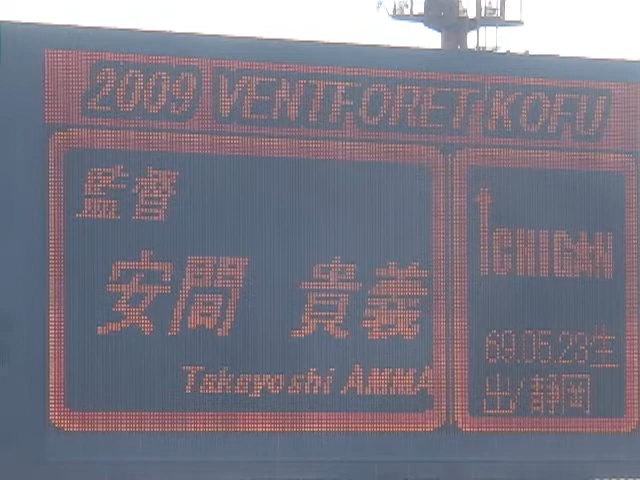 2009 VENTFORET KOFU
監督
安間 貴義
Takayoshi AMMA
ICHIGAN
69.05.23生
出/静岡